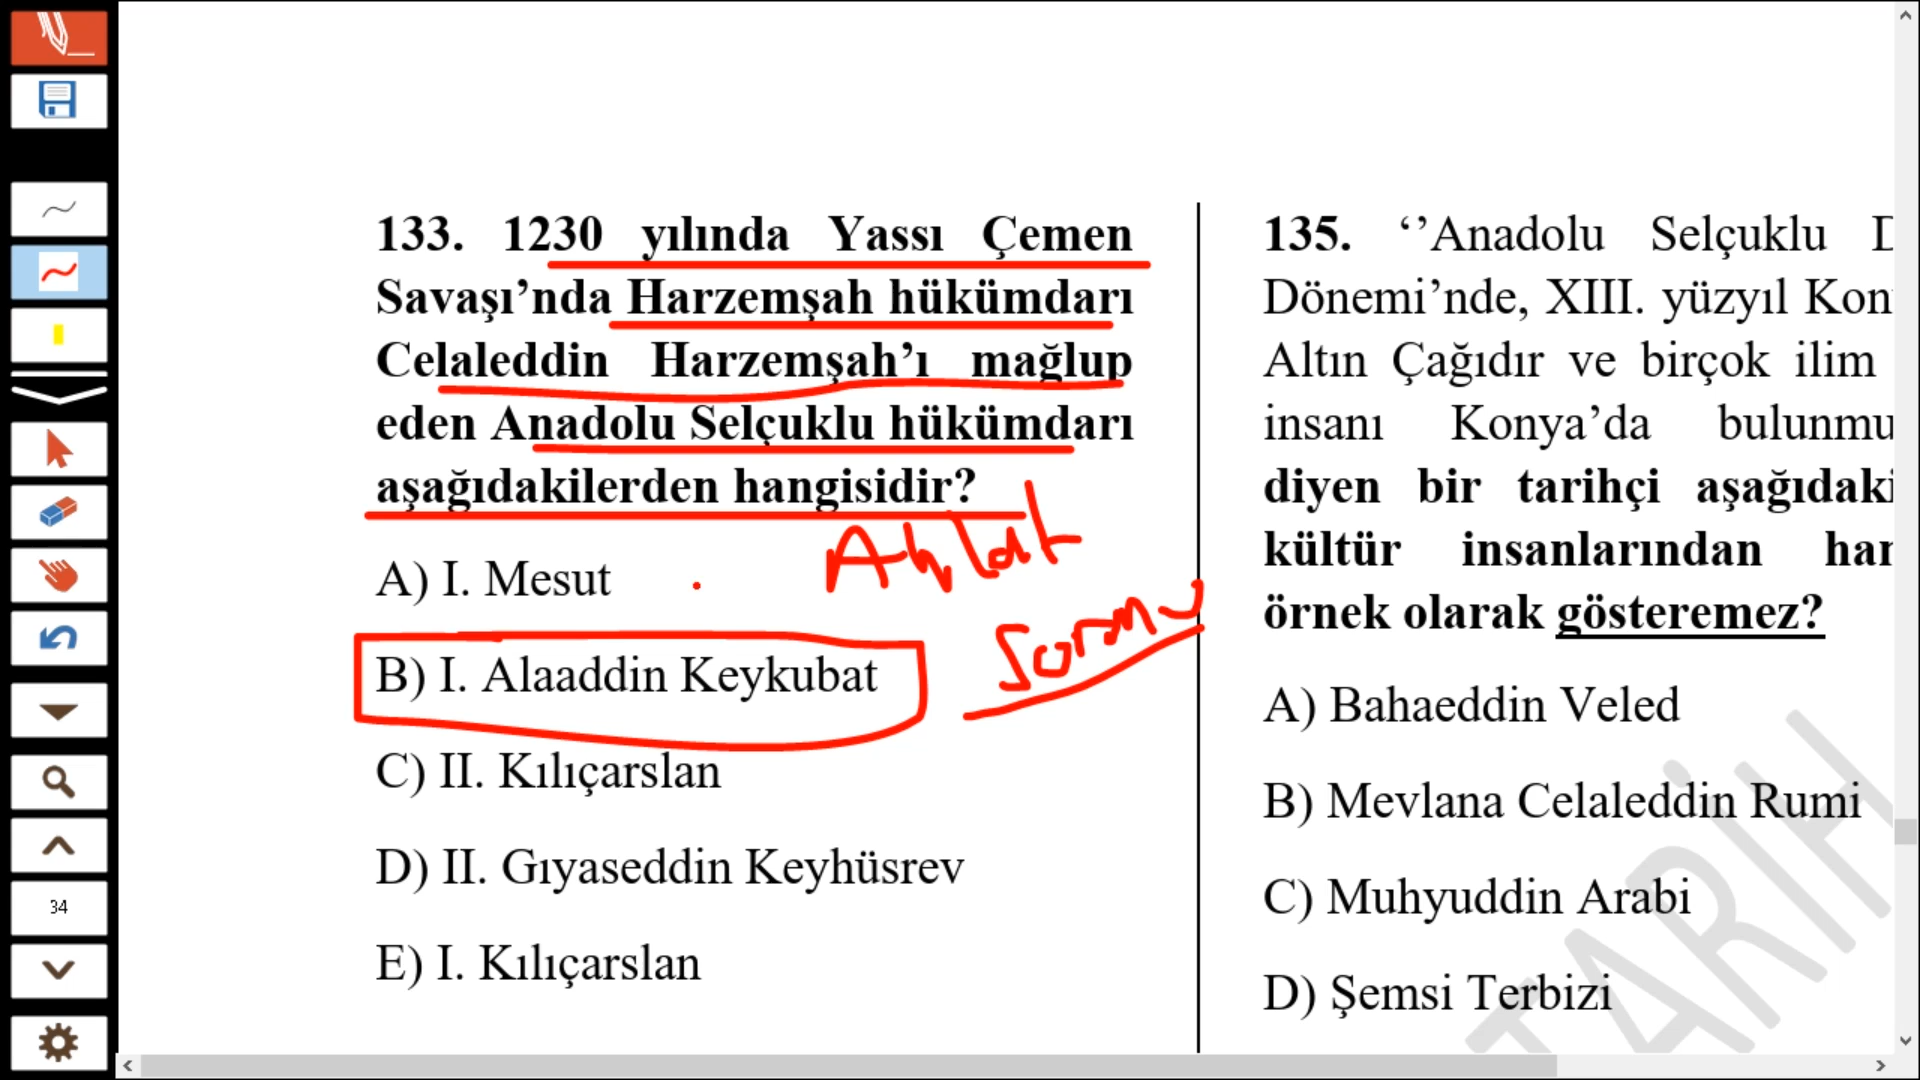 133. 1230 yılında Yassı Çemen
Savaşı’nda Harzemşah hükümdarı
Celaleddin Harzemşah’ı mağlup
eden Anadolu Selçuklu hükümdarı
aşağıdakilerden hangisidir?
Ahlat
A) I. Mesut
Sorunu
B) I. Alaaddin Keykubat
C) II. Kılıçarslan
D) II. Gıyaseddin Keyhüsrev
E) I. Kılıçarslan
135. ‘’Anadolu Selçuklu
Dönemi’nde, XIII. yüzyıl
Altın Çağıdır ve birçok ilim
insanı Konya’da
diyen bir tarihçi
kültür insanlarından
örnek olarak gösteremez?
A) Bahaeddin Veled
B) Mevlana Celaleddin Rumi
C) Muhyuddin Arabi
D) Şemsi Terbizi
TARİH
34